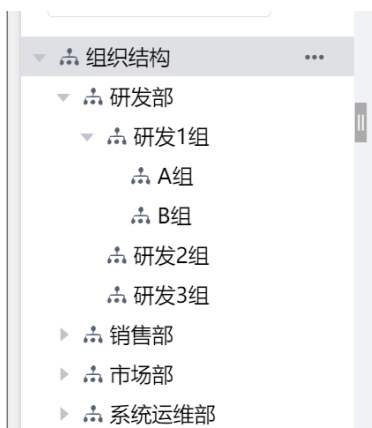 组织结构
研发部
研发1组
A组
B组
研发2组
研发3组
销售部
市场部
系统运维部